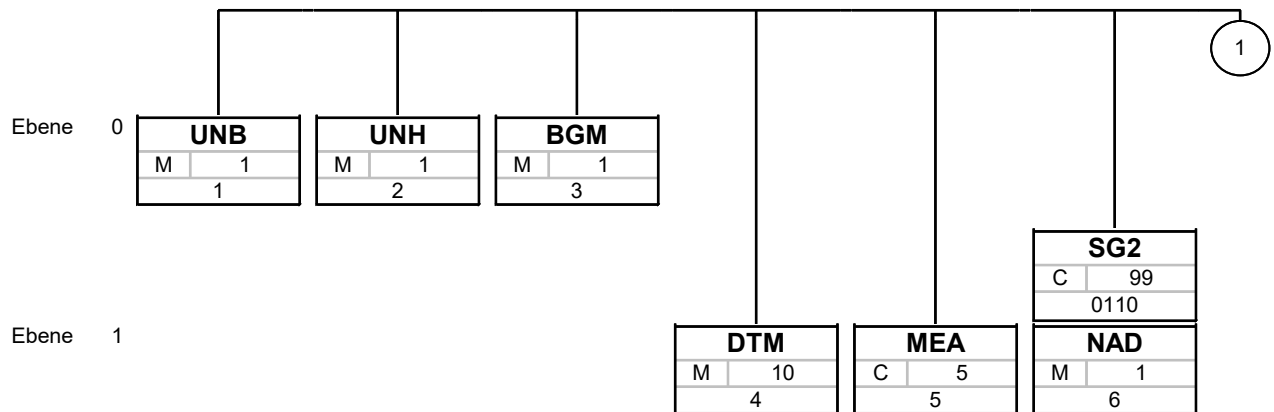 1
Ebene 0 UNB UNH BGM
M 1 M 1 M 1
1 2 3
SG2
C 99
0110
Ebene 1 DTM MEA NAD
M 10 C 5 M 1
4 5 6